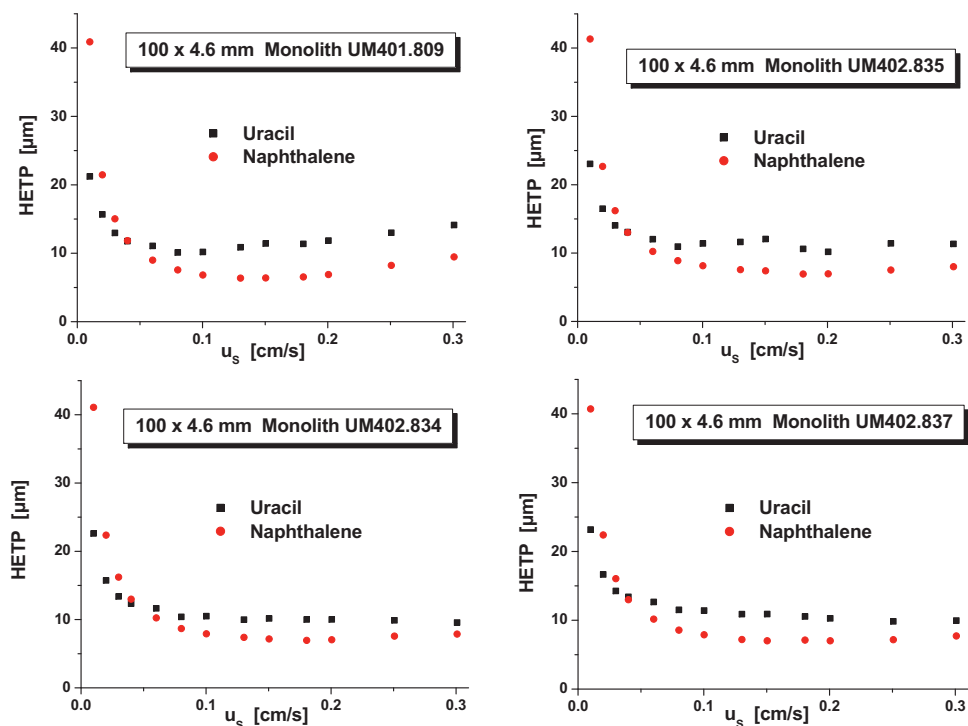 100 x 4.6 mm Monolith UM401.809
Uracil
Naphthalene
HETP [µm]
40
30
20
10
0
0.0
0.1
0.2
0.3
u_s [cm/s]
100 x 4.6 mm Monolith UM402.835
Uracil
Naphthalene
HETP [µm]
40
30
20
10
0
0.0
0.1
0.2
0.3
u_s [cm/s]
100 x 4.6 mm Monolith UM402.834
Uracil
Naphthalene
HETP [µm]
40
30
20
10
0
0.0
0.1
0.2
0.3
u_s [cm/s]
100 x 4.6 mm Monolith UM402.837
Uracil
Naphthalene
HETP [µm]
40
30
20
10
0
0.0
0.1
0.2
0.3
u_s [cm/s]